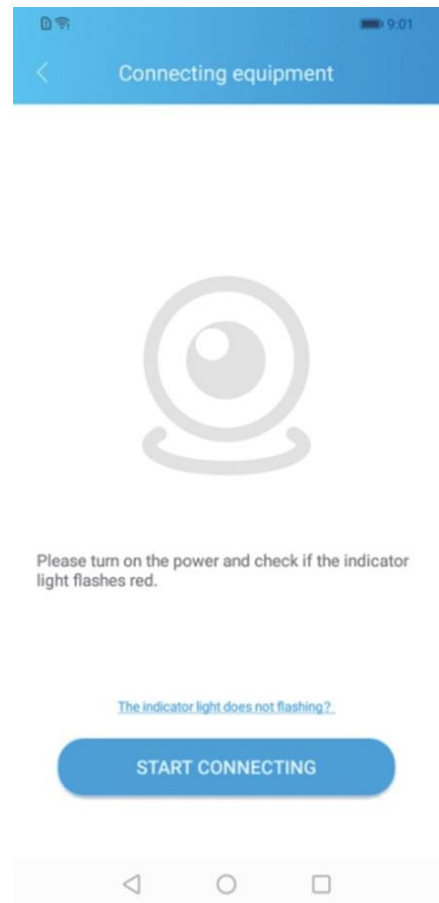 9:01
Connecting equipment
Please turn on the power and check if the indicator
light flashes red.
The indicator light does not flashing?
START CONNECTING